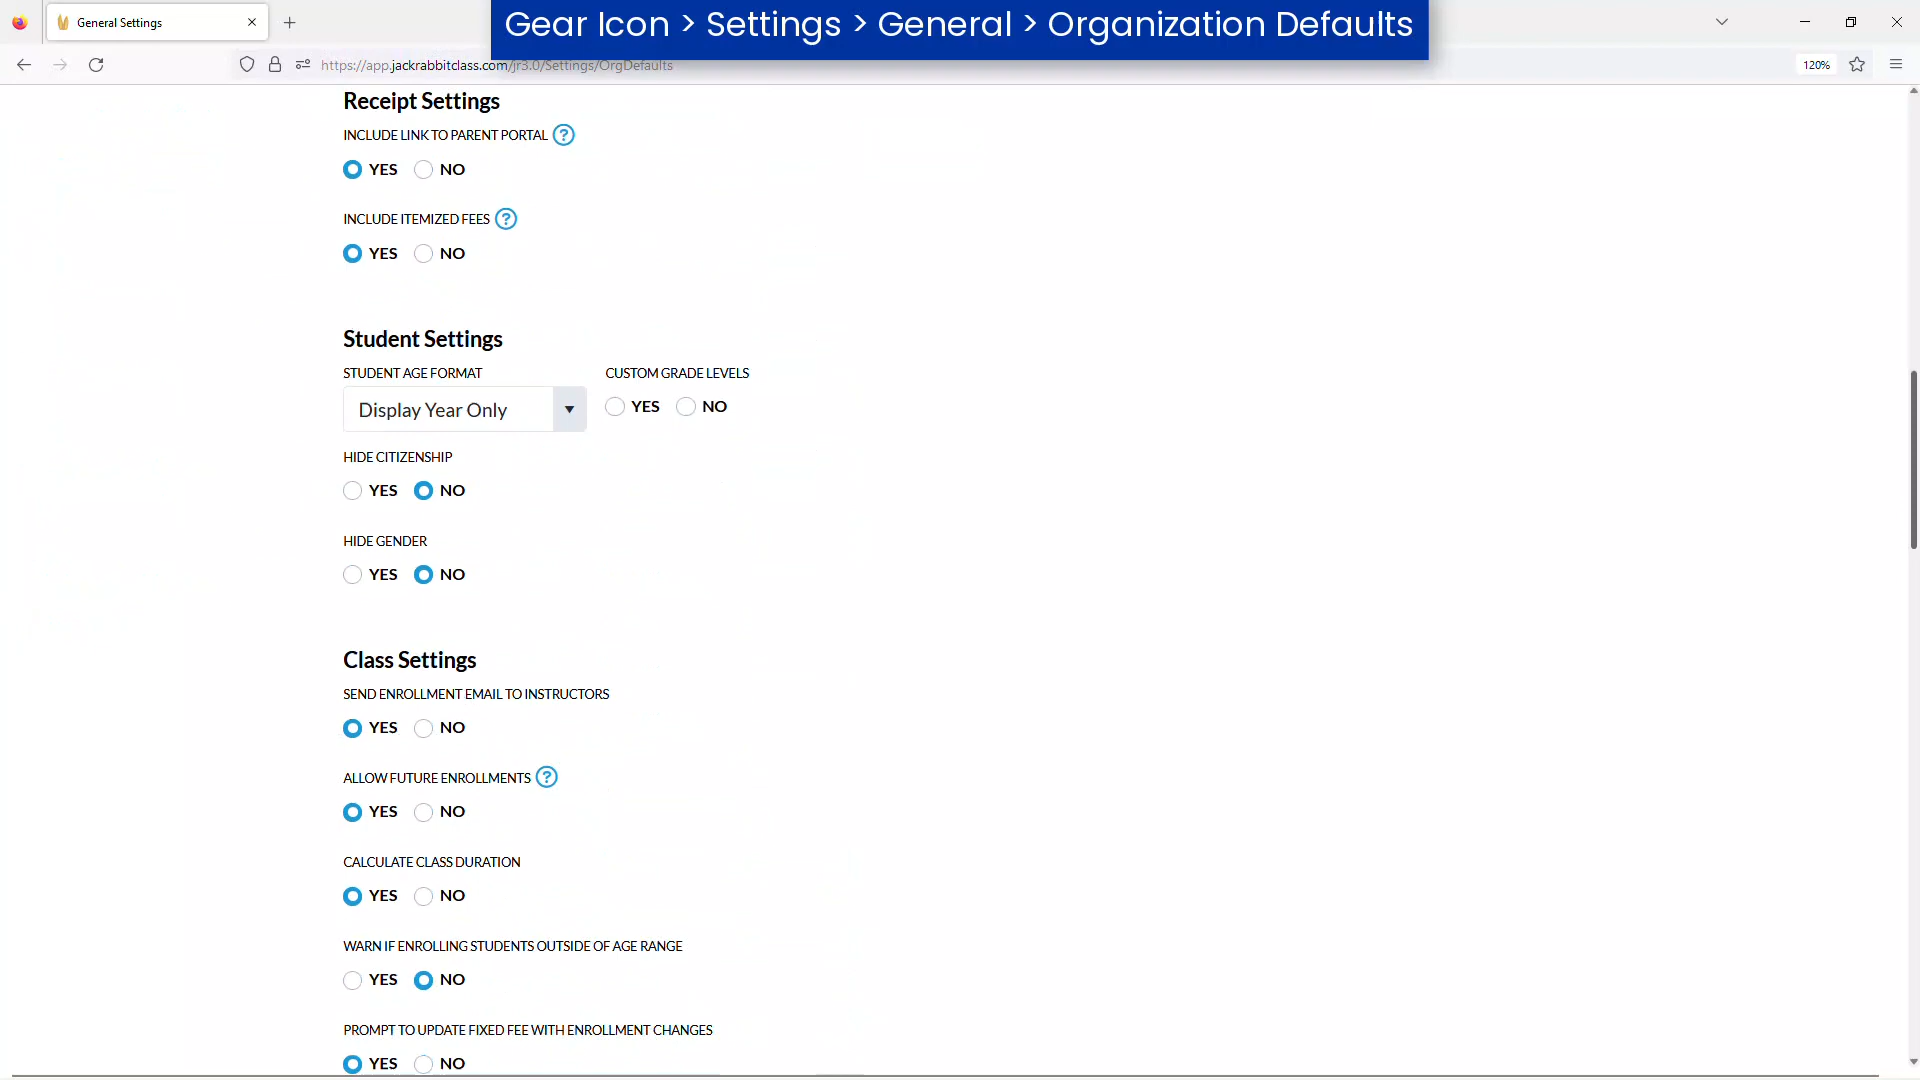 General Settings
Gear Icon > Settings > General > Organization Defaults
https://app.jackrabbitclass.com/jr3.0/Settings/OrgDefaults
120%
Receipt Settings
INCLUDE LINK TO PARENT PORTAL ?
YES NO
INCLUDE ITEMIZED FEES ?
YES NO
Student Settings
STUDENT AGE FORMAT CUSTOM GRADE LEVELS
Display Year Only YES NO
HIDE CITIZENSHIP
YES NO
HIDE GENDER
YES NO
Class Settings
SEND ENROLLMENT EMAIL TO INSTRUCTORS
YES NO
ALLOW FUTURE ENROLLMENTS ?
YES NO
CALCULATE CLASS DURATION
YES NO
WARN IF ENROLLING STUDENTS OUTSIDE OF AGE RANGE
YES NO
PROMPT TO UPDATE FIXED FEE WITH ENROLLMENT CHANGES
YES NO